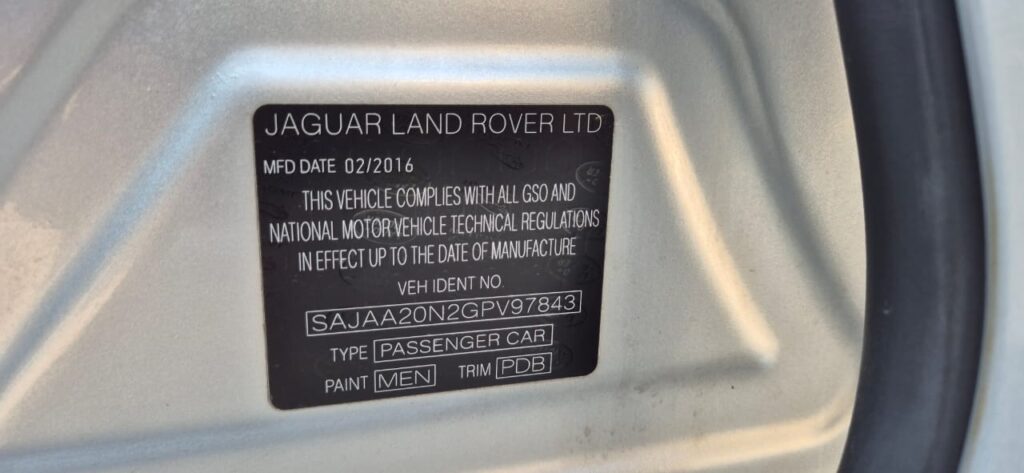 JAGUAR LAND ROVER LTD
MFD DATE 02/2016
THIS VEHICLE COMPLIES WITH ALL GSO AND
NATIONAL MOTOR VEHICLE TECHNICAL REGULATIONS
IN EFFECT UP TO THE DATE OF MANUFACTURE
VEH IDENT NO.
SAJAA20N2GPV97843
TYPE PASSENGER CAR
PAINT MEN TRIM PDB